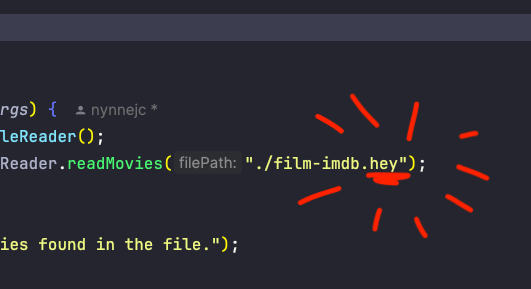 rgs) { nynnejc *
leReader();
Reader.readMovies( filePath: "./film-imdb.hey");
ies found in the file.");